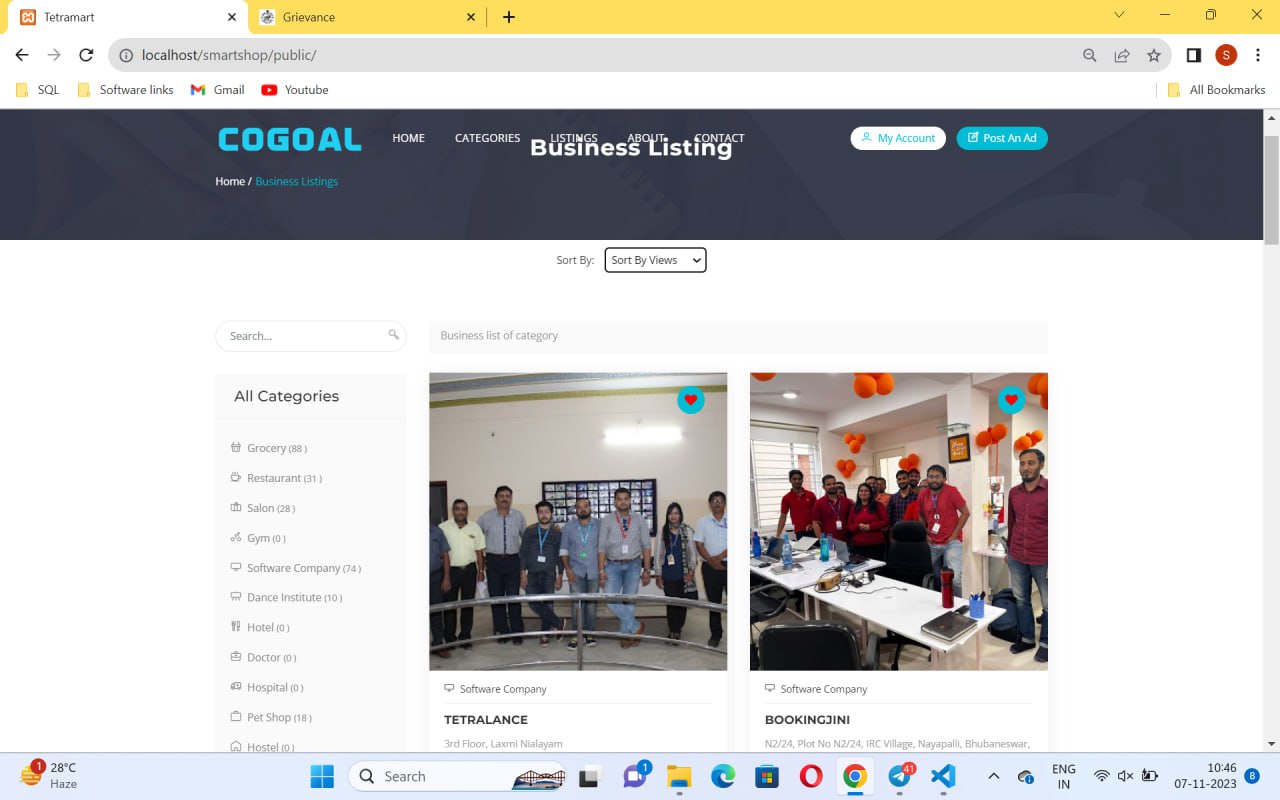 Tetramart
Grievance
localhost/smartshop/public/
SQL
Software links
Gmail
Youtube
All Bookmarks
COGOAL
HOME
CATEGORIES
LISTINGS
ABOUT
CONTACT
My Account
Post An Ad
Business Listing
Home / Business Listings
Sort By:
Sort By Views
Search...
Business list of category
All Categories
Grocery (88 )
Restaurant (31 )
Salon (28 )
Gym (0 )
Software Company (74 )
Dance Institute (10 )
Hotel (0 )
Doctor (0 )
Hospital (0 )
Pet Shop (18 )
Hostel (0 )
Software Company
TETRALANCE
3rd Floor, Laxmi Nialayam
Software Company
BOOKINGJINI
N2/24, Plot No N2/24, IRC Village, Nayapalli, Bhubaneswar,
S
1
28°C
Haze
Search
1
41
ENG
IN
10:46
07-11-2023
8